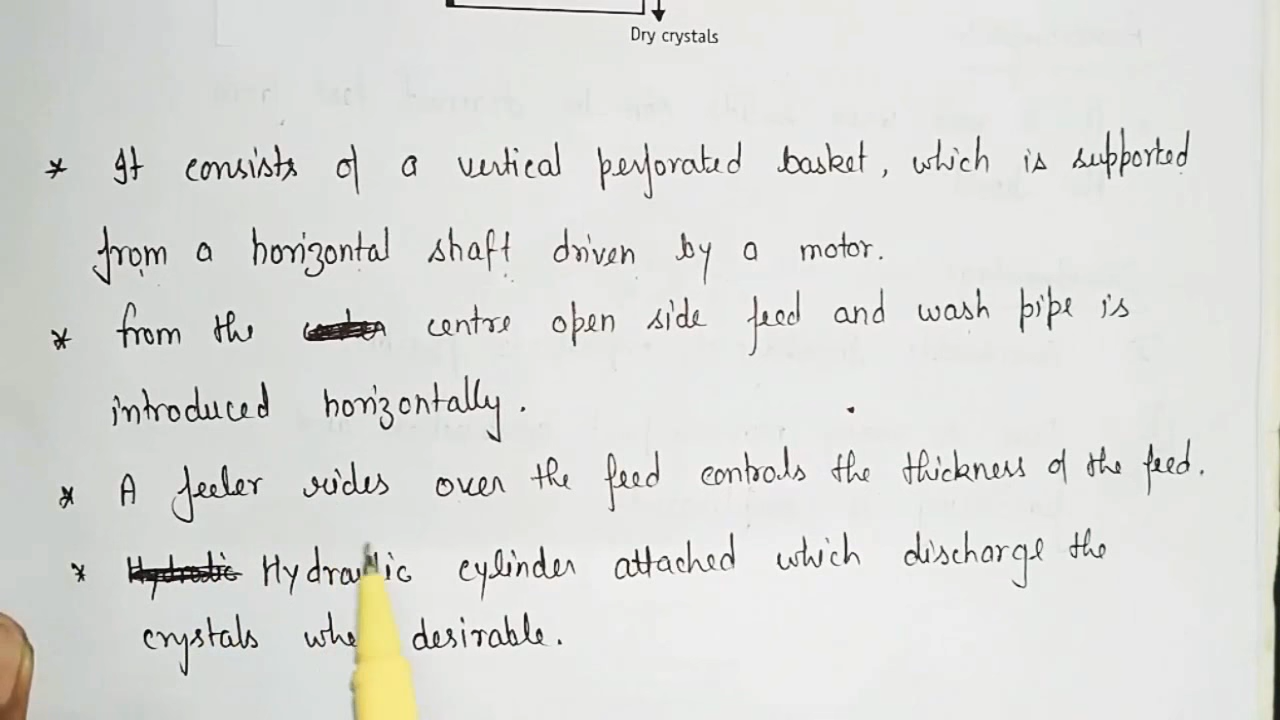 Dry crystals
* It consists of a vertical perforated basket, which is supported
from a horizontal shaft driven by a motor.
* from the centre open side feed and wash pipe is
introduced horizontally.
* A feeler rides over the feed controls the thickness of the feed.
* Hydraulic cylinder attached which discharge the
crystals when desirable.